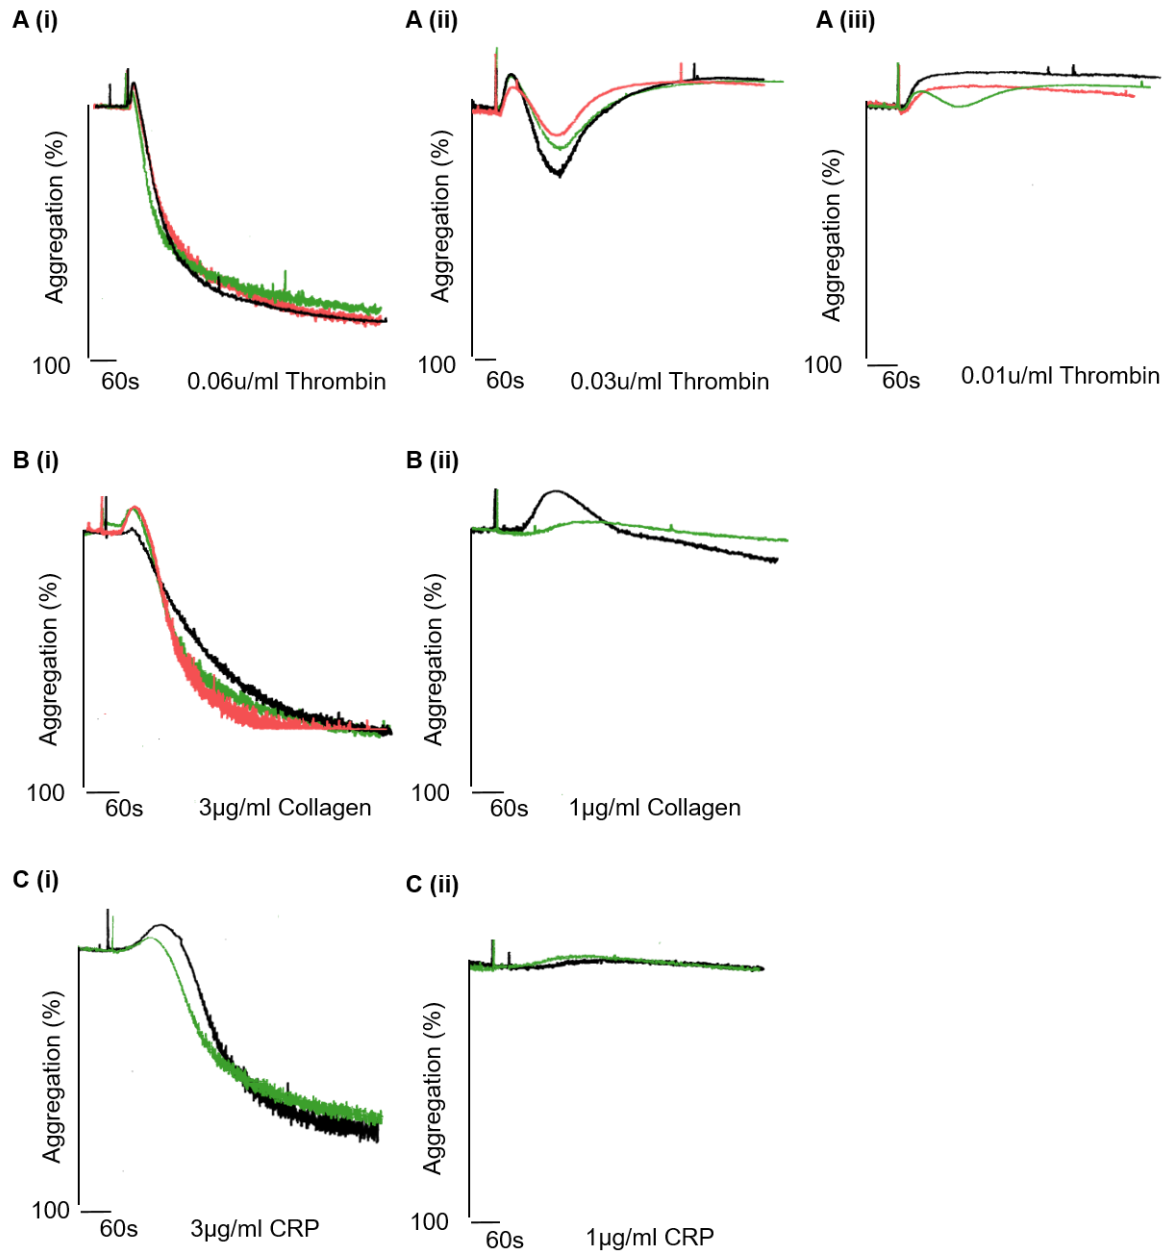 A (i)
A (ii)
A (iii)
Aggregation (%)
100
60s
0.06u/ml Thrombin
Aggregation (%)
100
60s
0.03u/ml Thrombin
Aggregation (%)
100
60s
0.01u/ml Thrombin
B (i)
B (ii)
Aggregation (%)
100
60s
3µg/ml Collagen
Aggregation (%)
100
60s
1µg/ml Collagen
C (i)
C (ii)
Aggregation (%)
100
60s
3µg/ml CRP
Aggregation (%)
100
60s
1µg/ml CRP